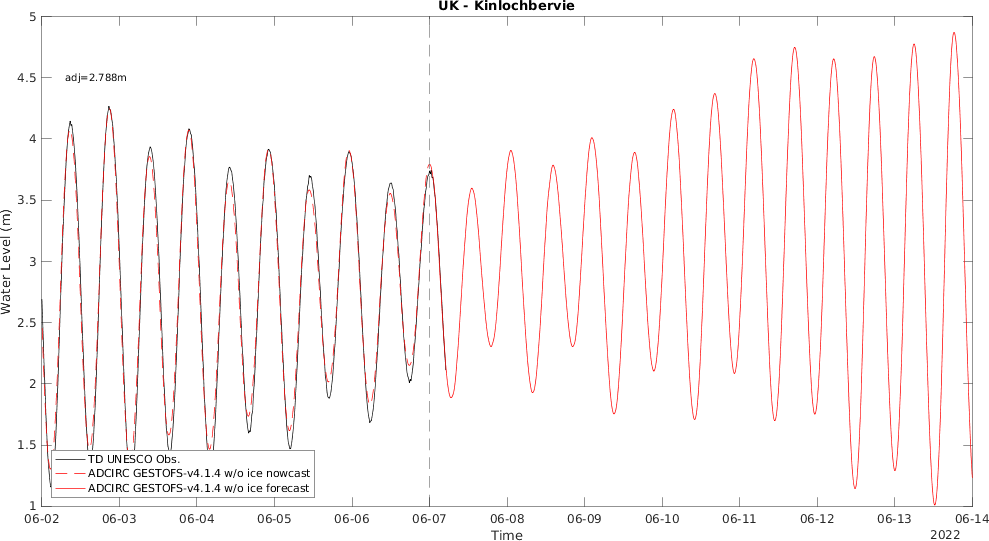 UK - Kinlochbervie
adj=2.788m
Water Level (m)
5
4.5
4
3.5
3
2.5
2
1.5
1
TD UNESCO Obs.
ADCIRC GESTOFS-v4.1.4 w/o ice nowcast
ADCIRC GESTOFS-v4.1.4 w/o ice forecast
06-02 06-03 06-04 06-05 06-06 06-07 06-08 06-09 06-10 06-11 06-12 06-13 06-14
Time
2022